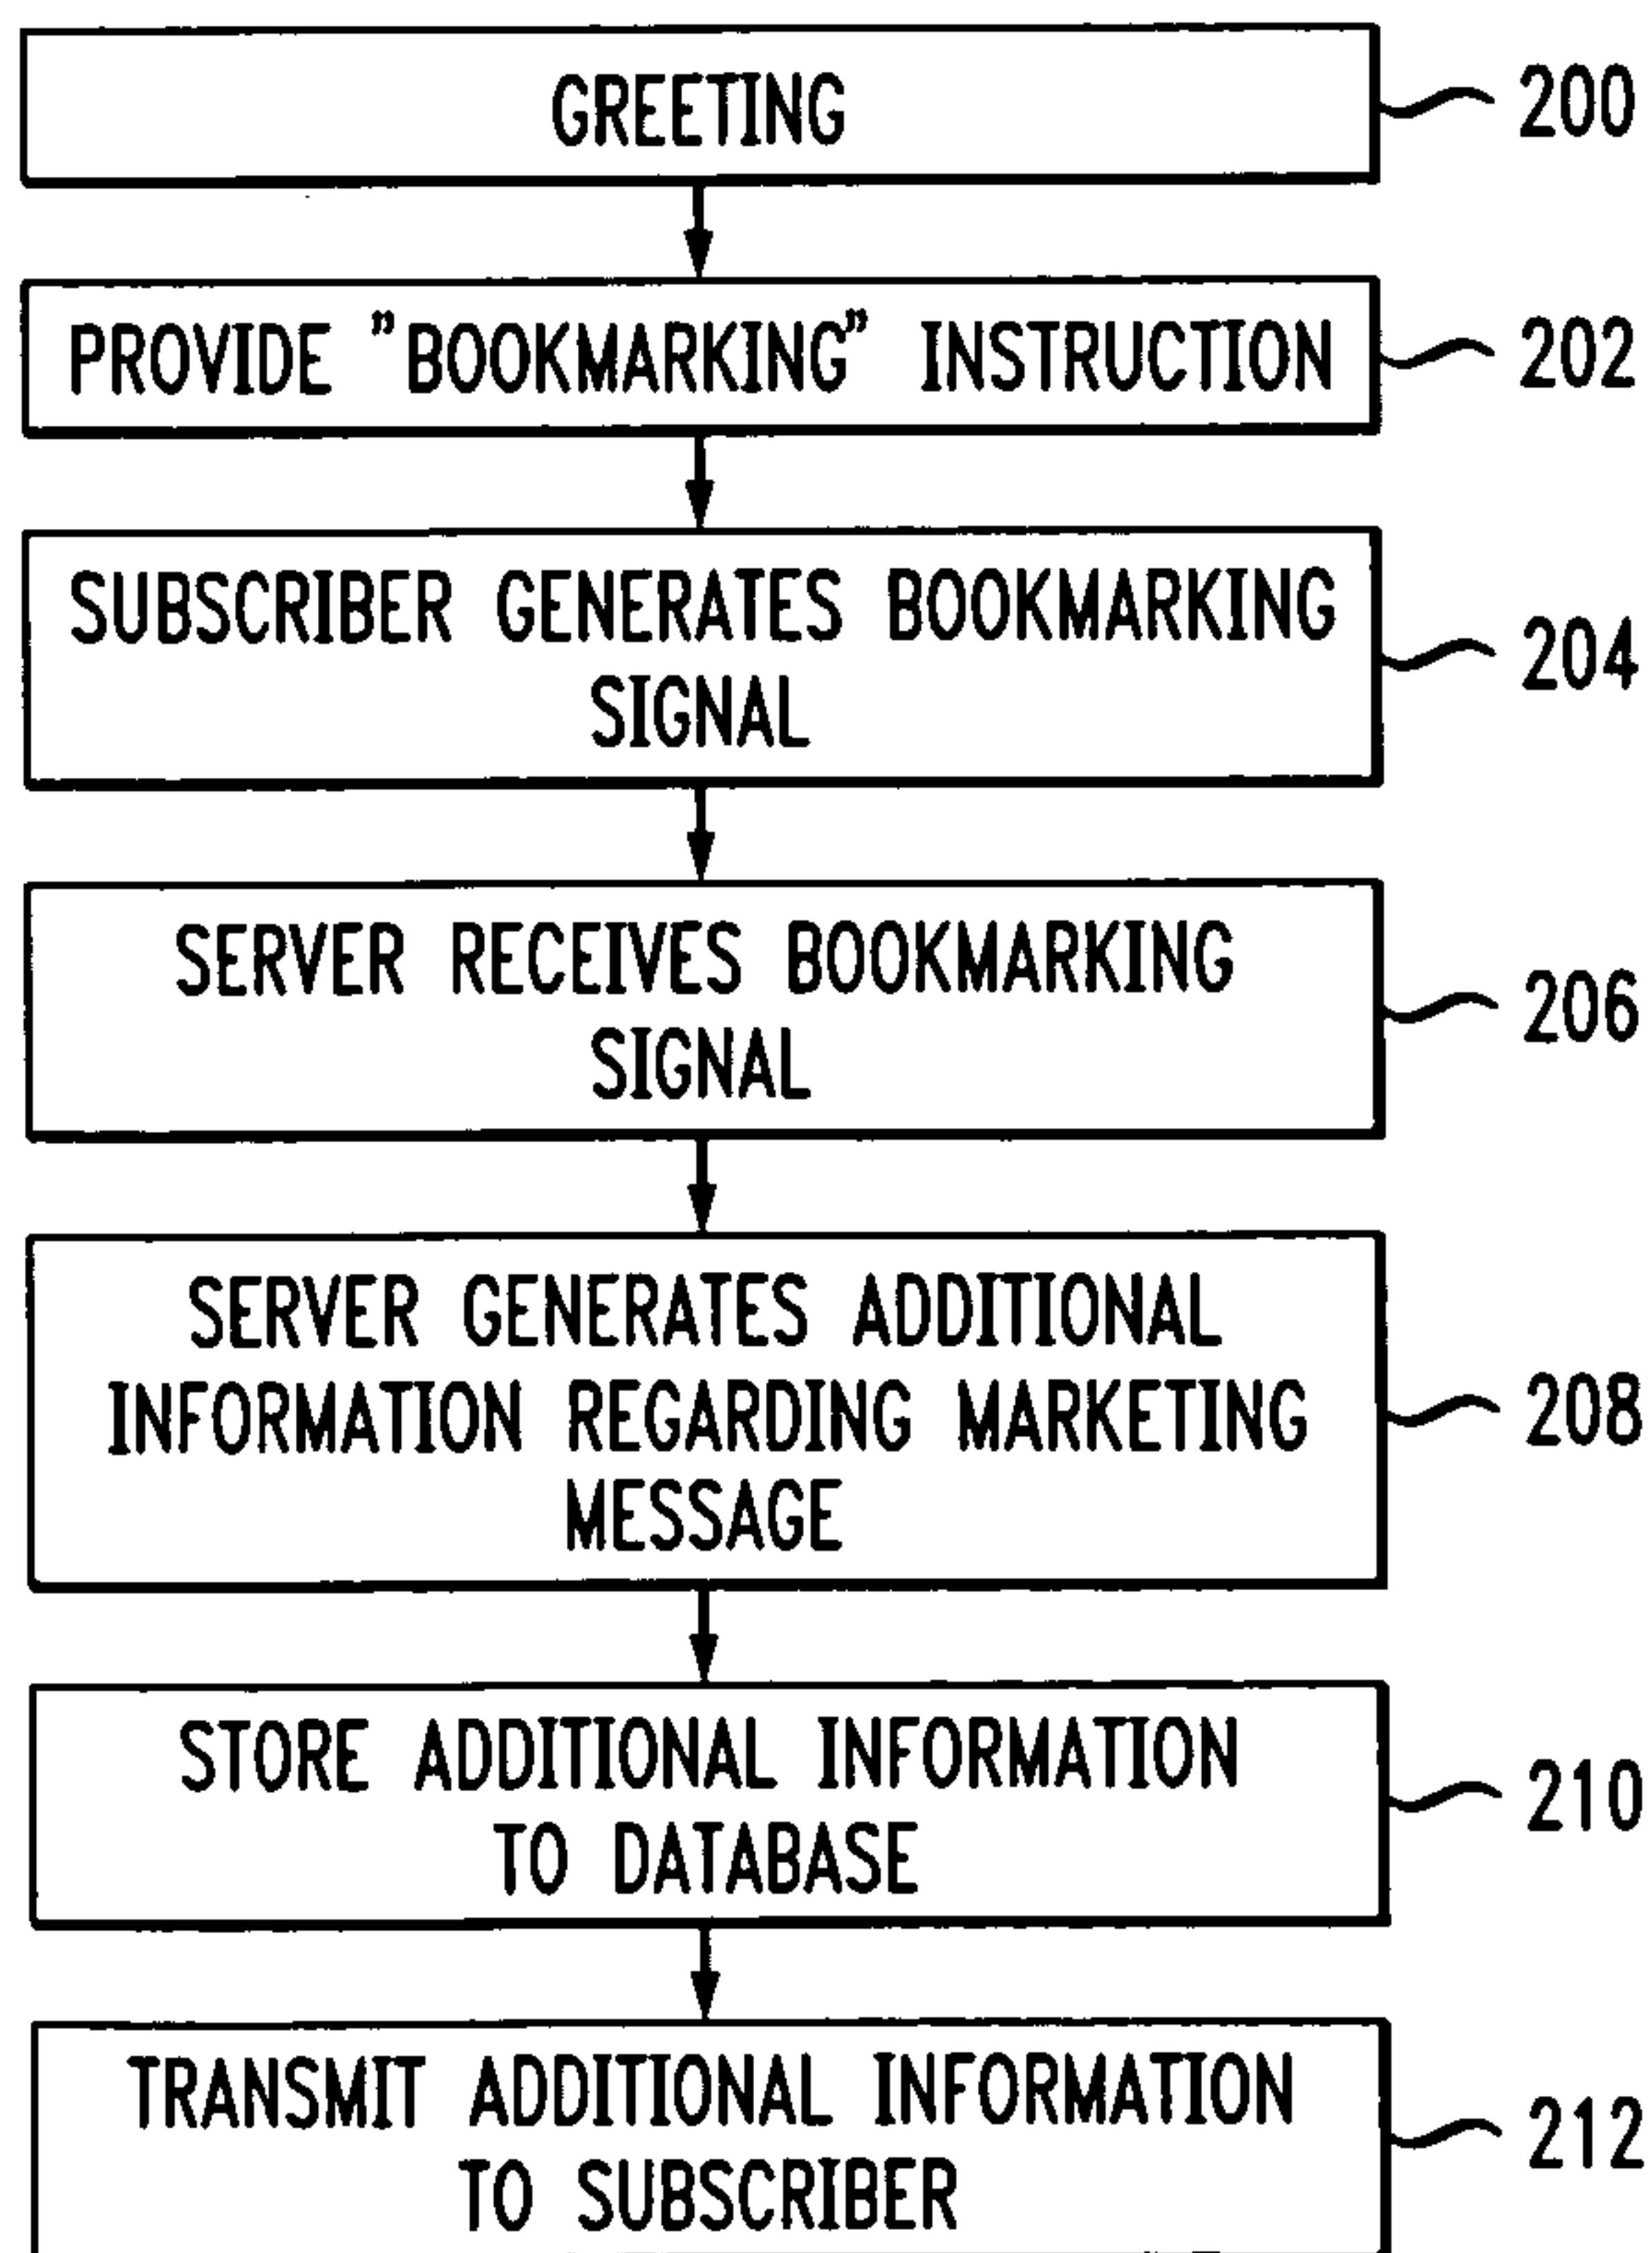 GREETING
200
PROVIDE "BOOKMARKING" INSTRUCTION
202
SUBSCRIBER GENERATES BOOKMARKING
SIGNAL
204
SERVER RECEIVES BOOKMARKING
SIGNAL
206
SERVER GENERATES ADDITIONAL
INFORMATION REGARDING MARKETING
MESSAGE
208
STORE ADDITIONAL INFORMATION
TO DATABASE
210
TRANSMIT ADDITIONAL INFORMATION
TO SUBSCRIBER
212